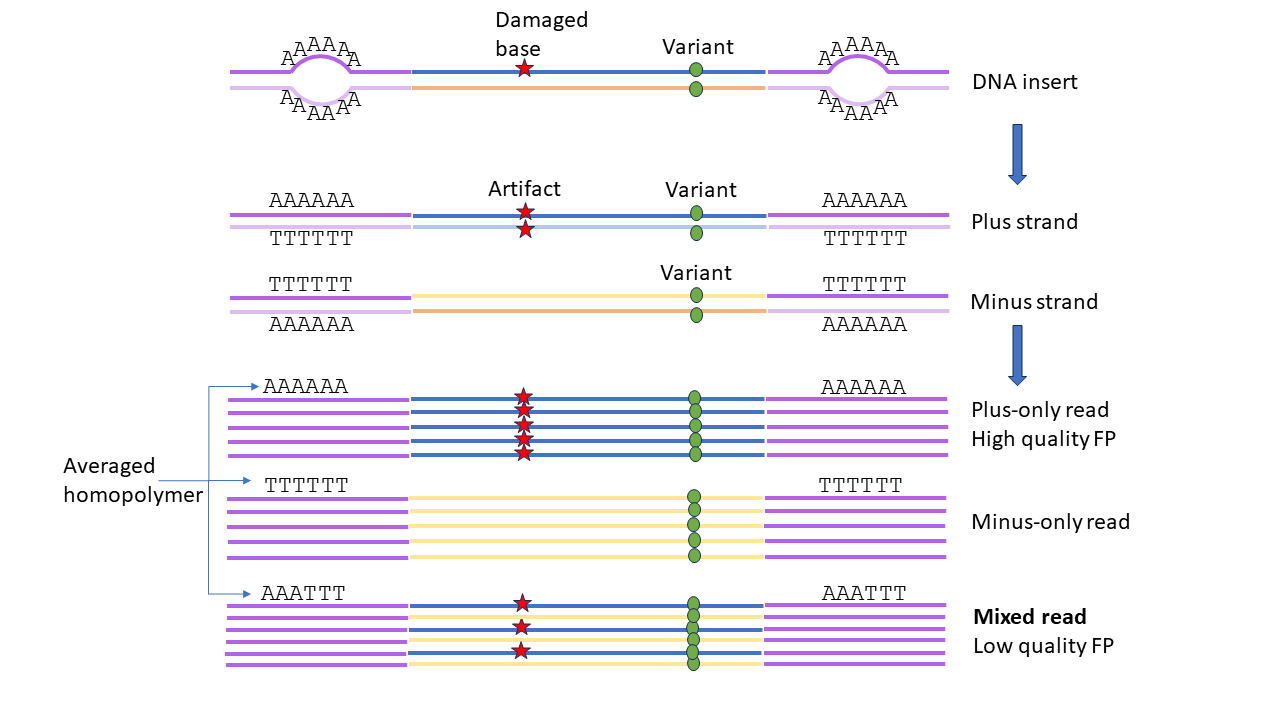 Damaged
base
Variant
AAAAAA
AAAAAA
DNA insert
AAAAAA
AAAAAA
Artifact
Variant
AAAAAA
AAAAAA
Plus strand
TTTTTT
TTTTTT
Variant
TTTTTT
TTTTTT
Minus strand
AAAAAA
AAAAAA
AAAAAA
AAAAAA
Plus-only read
High quality FP
Averaged
homopolymer
TTTTTT
TTTTTT
Minus-only read
AAATTT
AAATTT
Mixed read
Low quality FP